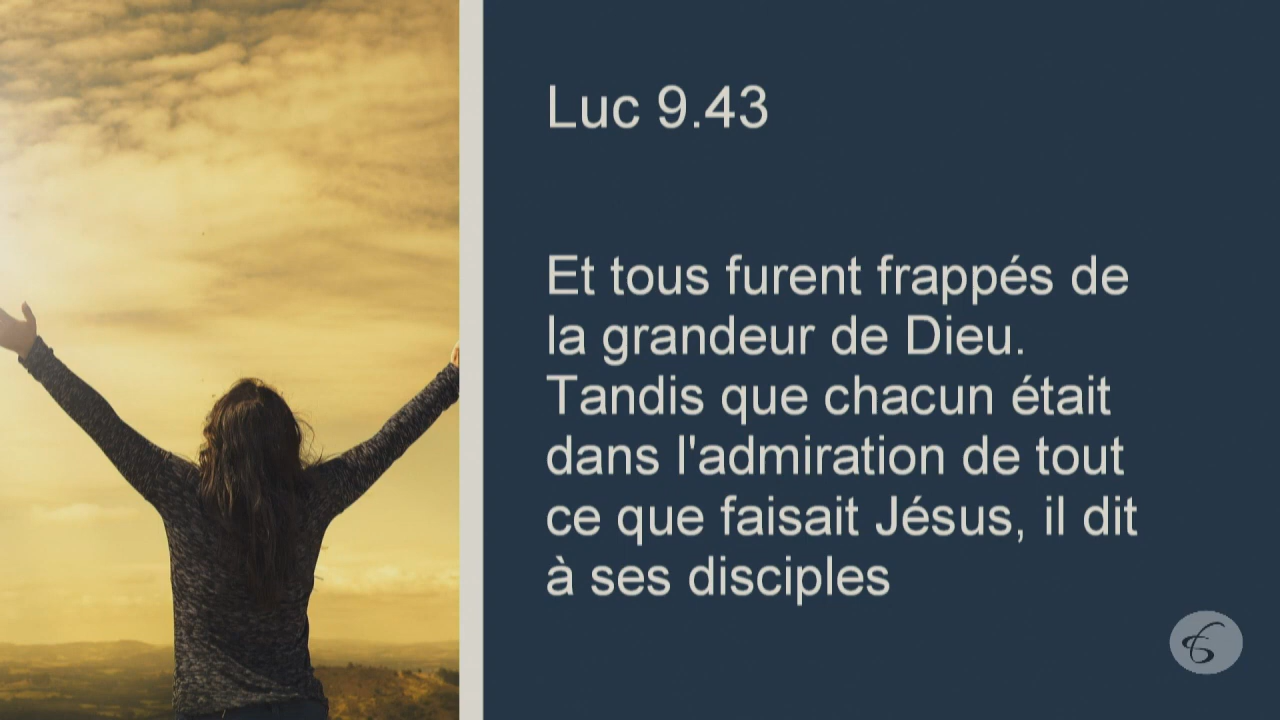 Luc 9.43
Et tous furent frappés de
la grandeur de Dieu.
Tandis que chacun était
dans l'admiration de tout
ce que faisait Jésus, il dit
à ses disciples